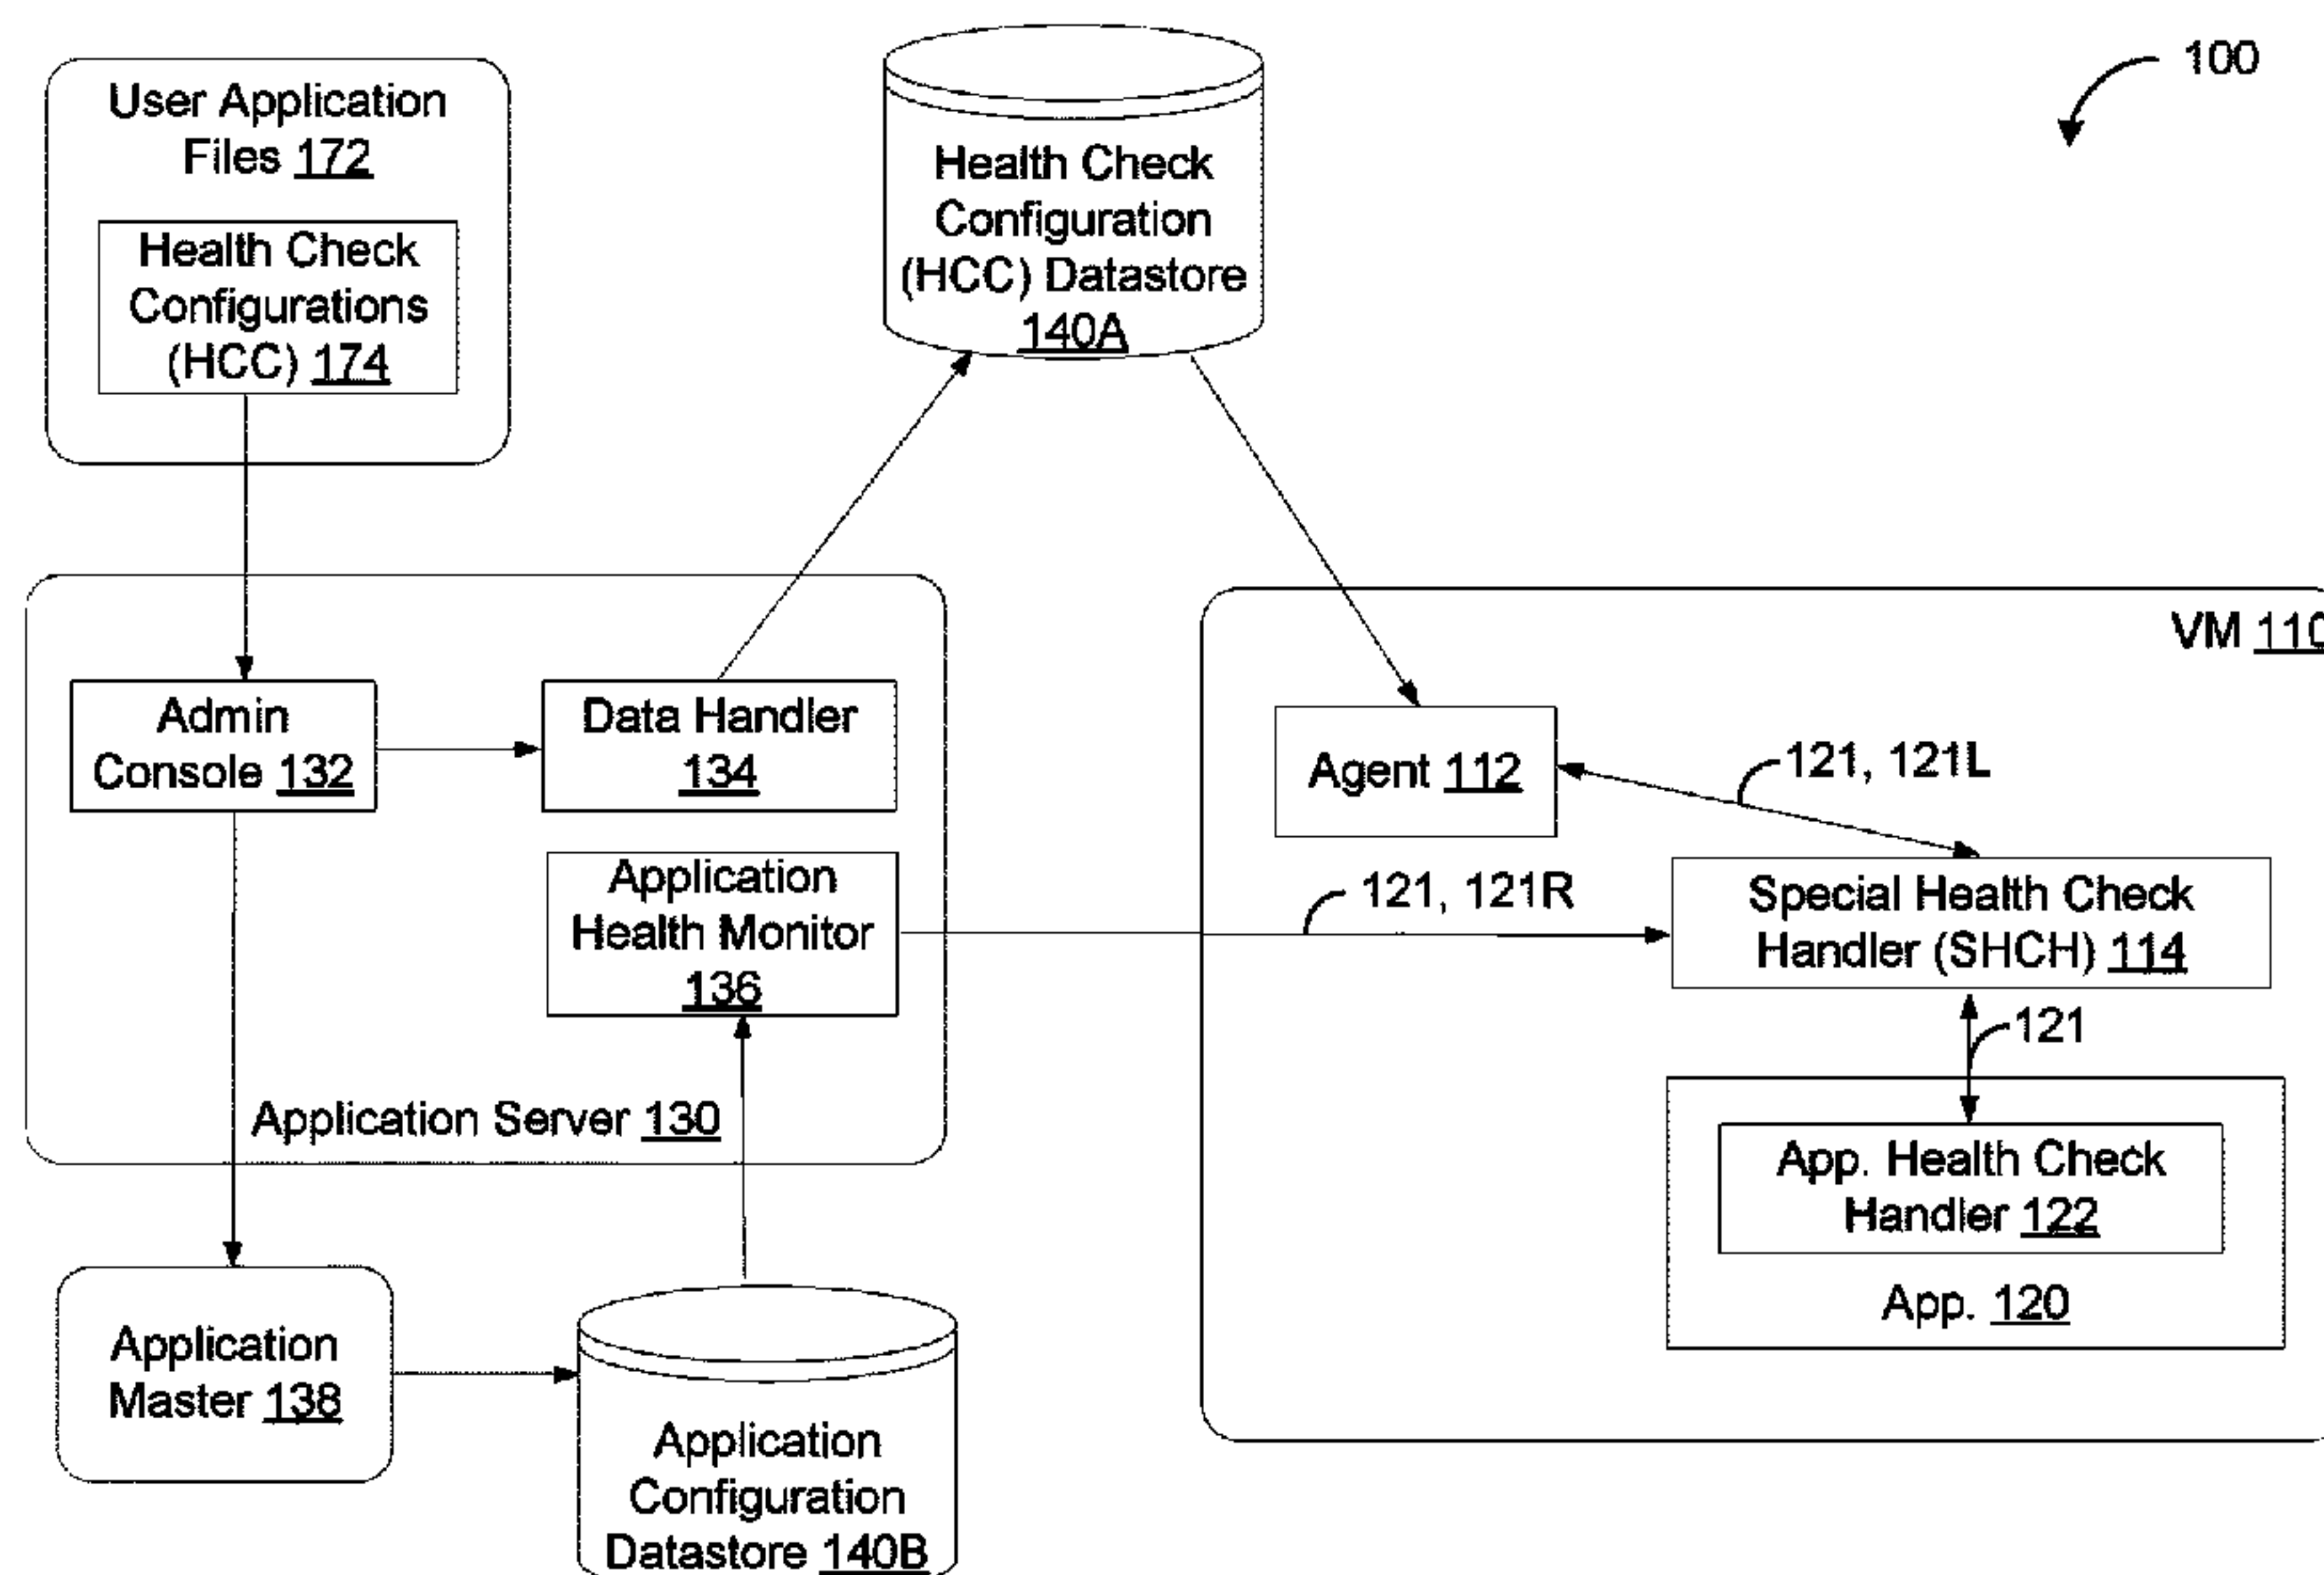 100
User Application
Files 172
Health Check
Configurations
(HCC) 174
Health Check
Configuration
(HCC) Datastore
140A
Admin
Console 132
Data Handler
134
Application
Health Monitor
136
Application Server 130
Application
Master 138
Application
Configuration
Datastore 140B
VM 110
Agent 112
121, 121L
121, 121R
Special Health Check
Handler (SHCH) 114
121
App. Health Check
Handler 122
App. 120